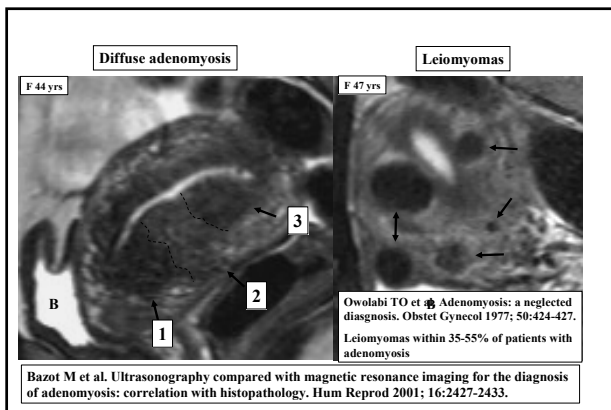 Diffuse adenomyosis
Leiomyomas
F 44 yrs
F 47 yrs
3
2
1
B
B
Owolabi TO et al. Adenomyosis: a neglected
diasgnosis. Obstet Gynecol 1977; 50:424-427.
Leiomyomas within 35-55% of patients with
adenomyosis
Bazot M et al. Ultrasonography compared with magnetic resonance imaging for the diagnosis
of adenomyosis: correlation with histopathology. Hum Reprod 2001; 16:2427-2433.